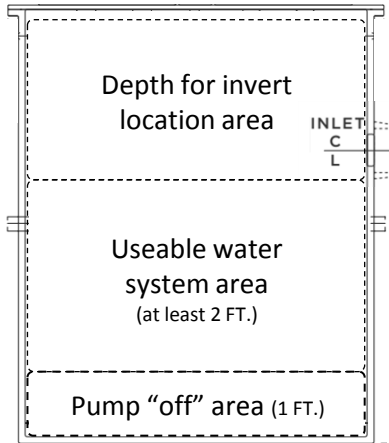 Depth for invert
location area
INLET
C
L
Useable water
system area
(at least 2 FT.)
Pump “off” area (1 FT.)